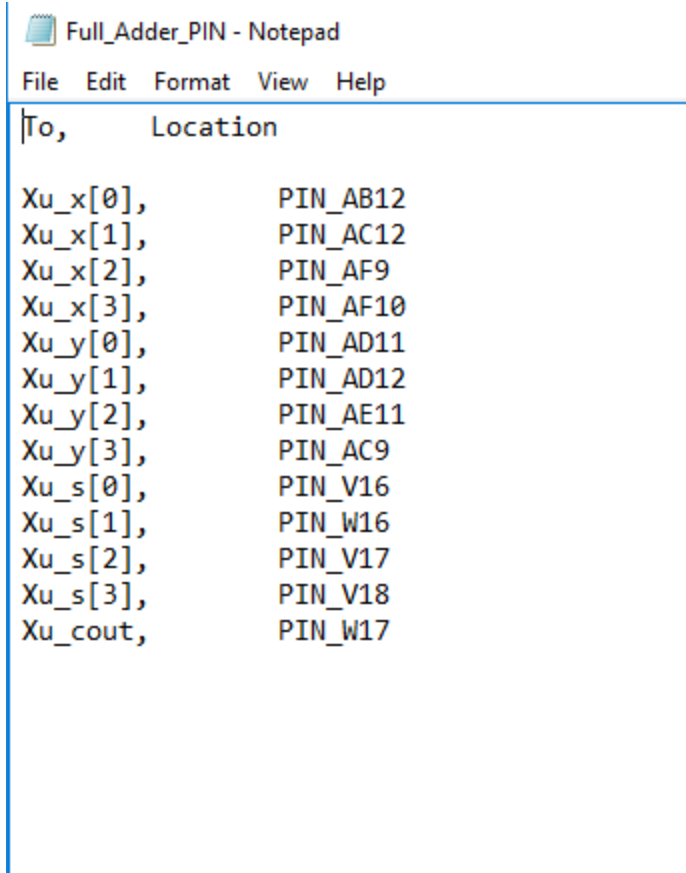 Full_Adder_PIN - Notepad
File Edit Format View Help
To, Location
Xu_x[0], PIN_AB12
Xu_x[1], PIN_AC12
Xu_x[2], PIN_AF9
Xu_x[3], PIN_AF10
Xu_y[0], PIN_AD11
Xu_y[1], PIN_AD12
Xu_y[2], PIN_AE11
Xu_y[3], PIN_AC9
Xu_s[0], PIN_V16
Xu_s[1], PIN_W16
Xu_s[2], PIN_V17
Xu_s[3], PIN_V18
Xu_cout, PIN_W17